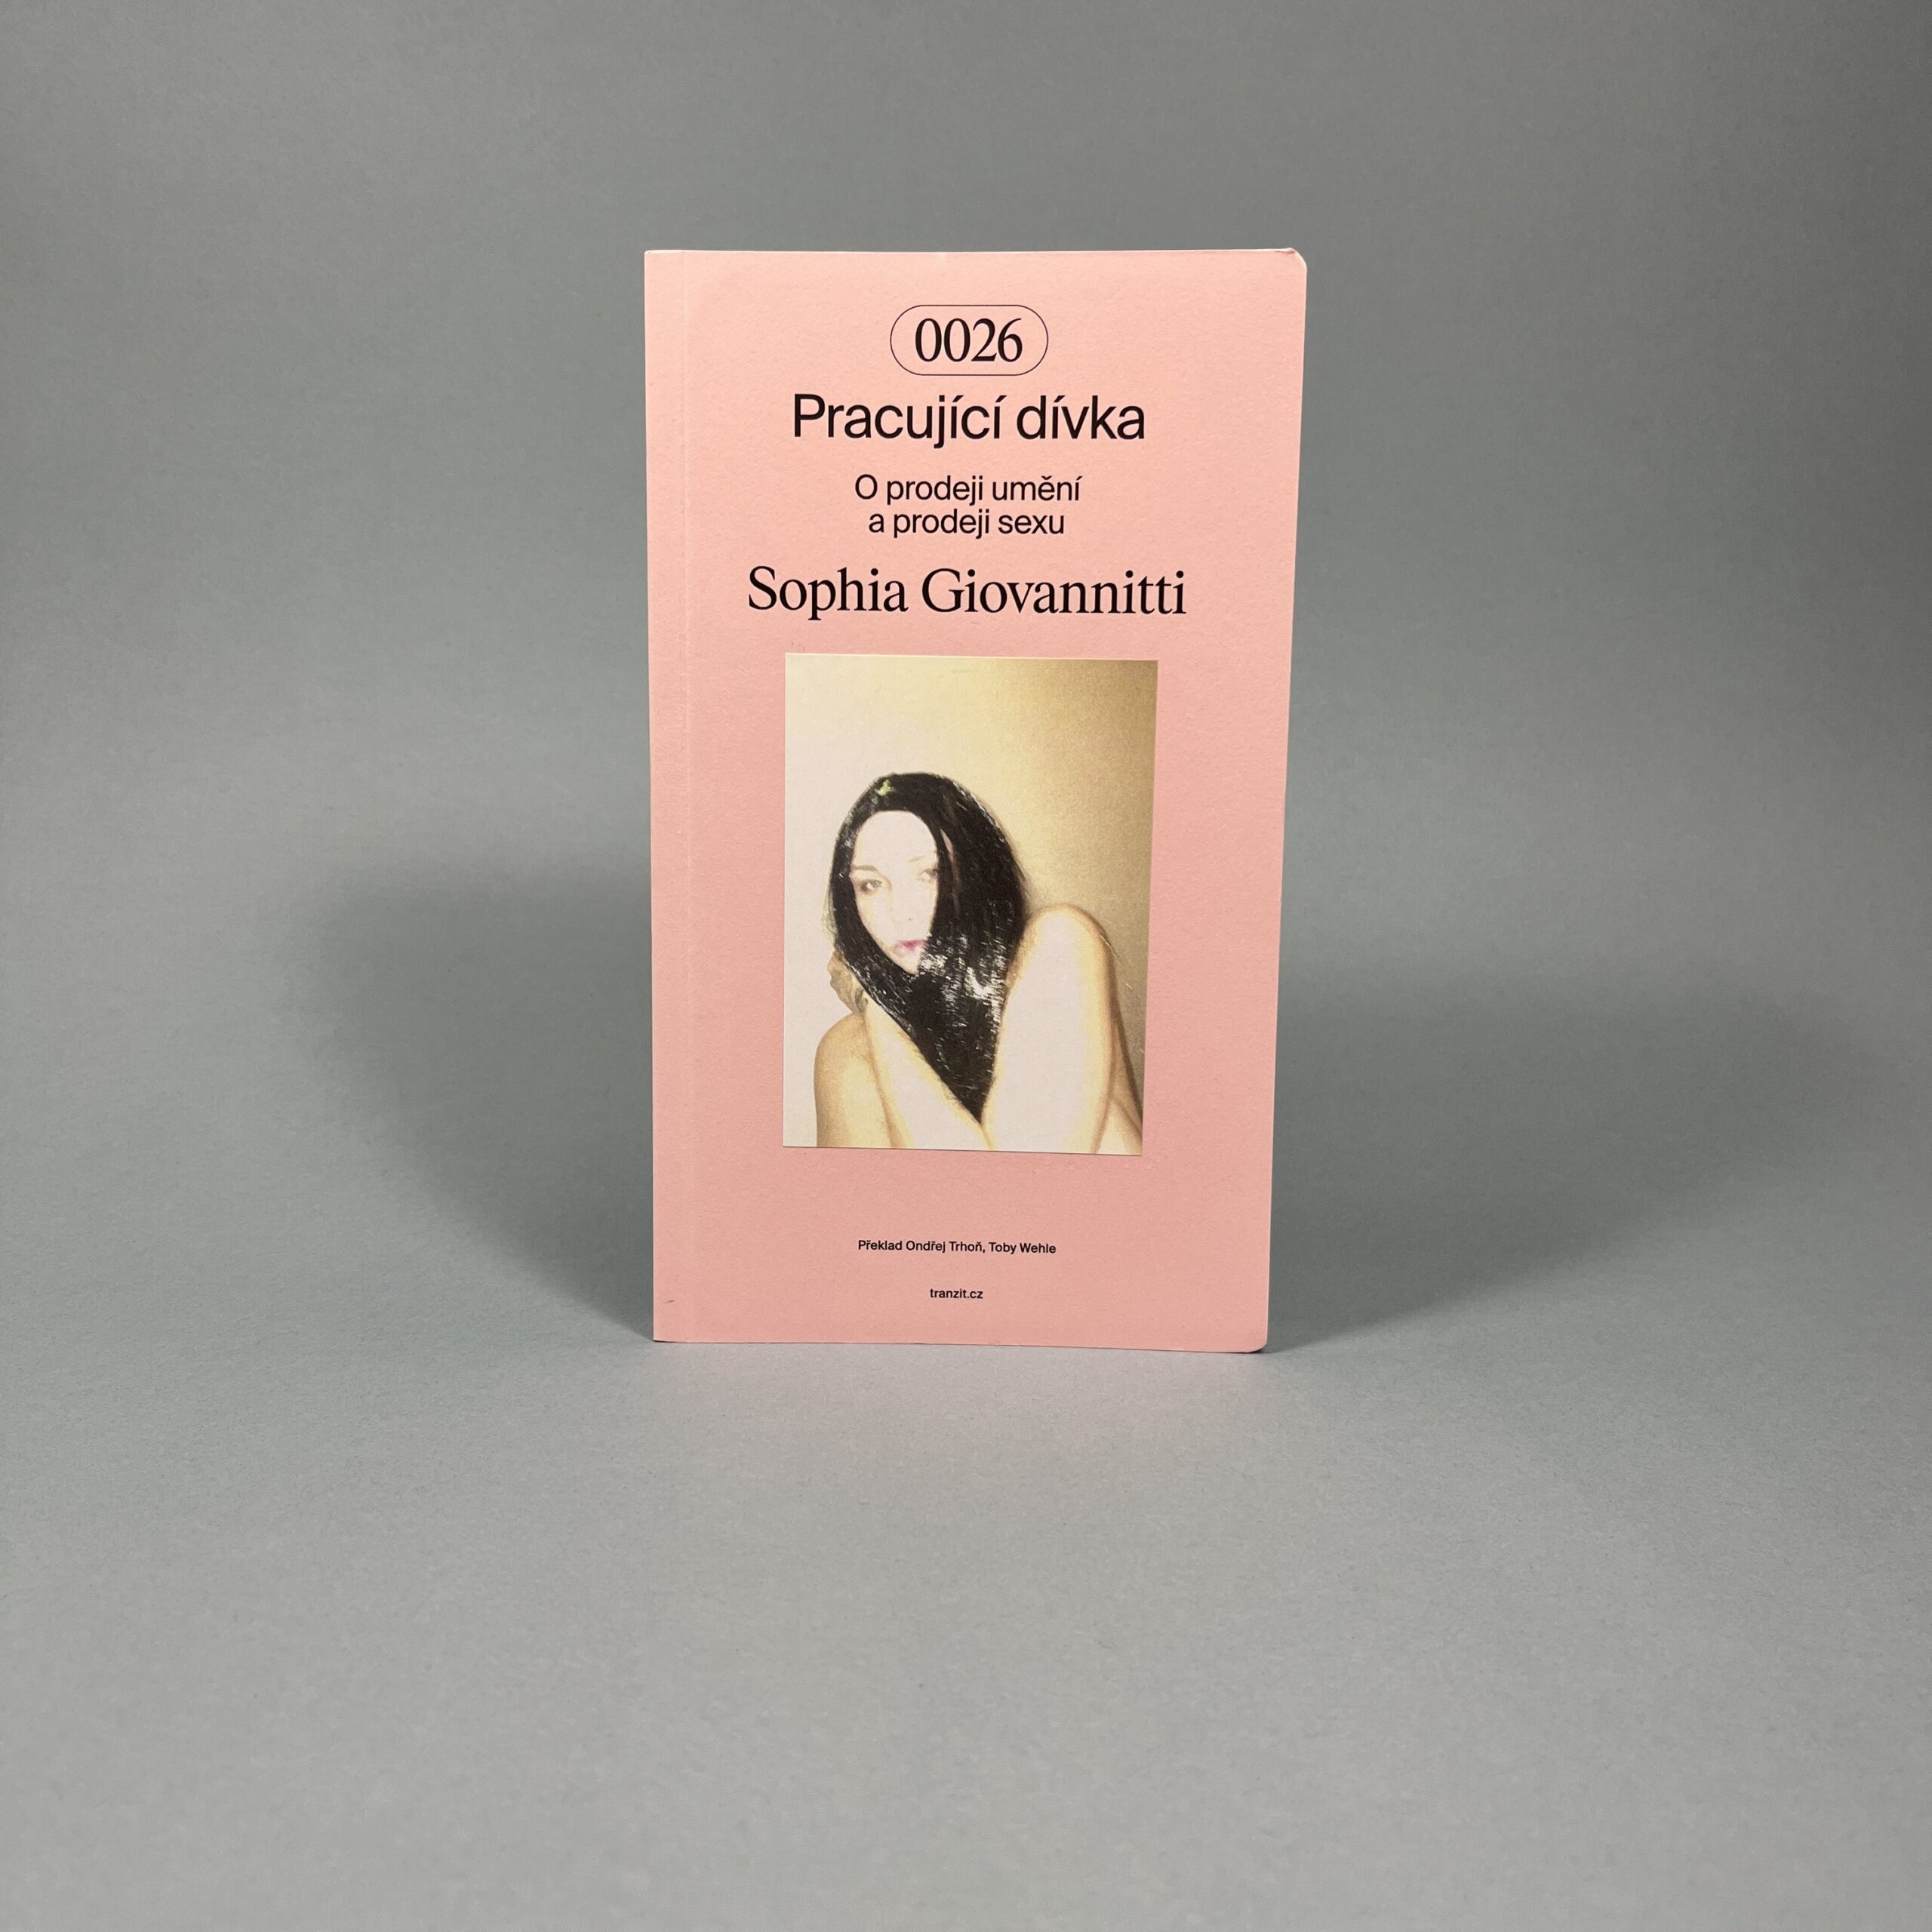 0026
Pracující dívka
O prodeji umění
a prodeji sexu
Sophia Giovannitti
Překlad Ondřej Trhoň, Toby Wehle
tranzit.cz